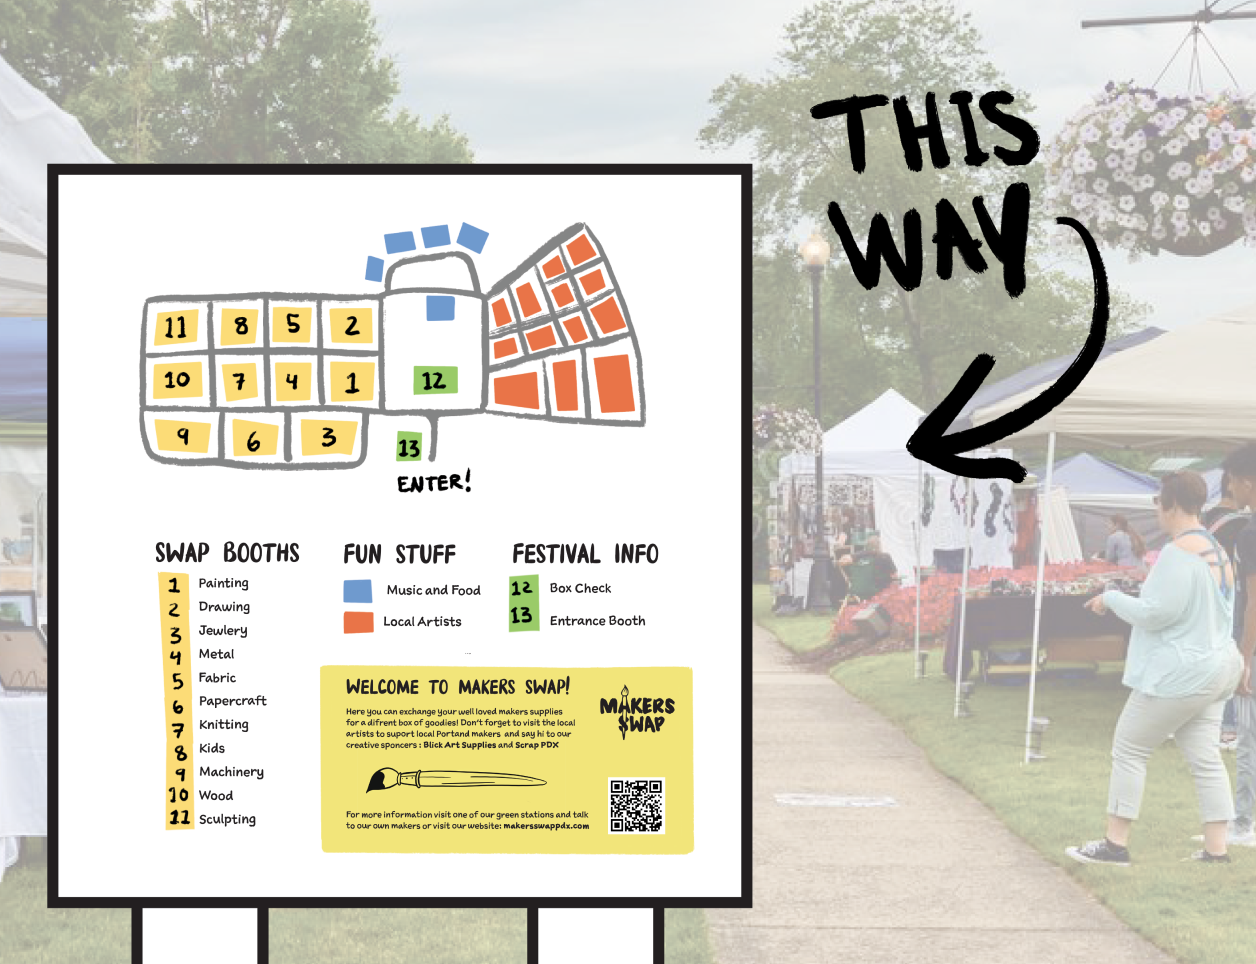 THIS
WAY
11 8 5 2
10 7 4 1
12
9 6 3
13
ENTER!
SWAP BOOTHS
1 Painting
2 Drawing
3 Jewlery
4 Metal
5 Fabric
6 Papercraft
7 Knitting
8 Kids
9 Machinery
10 Wood
11 Sculpting
FUN STUFF
Music and Food
Local Artists
FESTIVAL INFO
12 Box Check
13 Entrance Booth
...
WELCOME TO MAKERS SWAP!
Here you can exchange your well loved makers supplies
for a difrent box of goodies! Don't forget to visit the local
artists to suport local Portand makers and say hi to our
creative sponcers : Blick Art Supplies and Scrap PDX
MAKERS
SWAP
For more information visit one of our green stations and talk
to our own makers or visit our website: makersswappdx.com